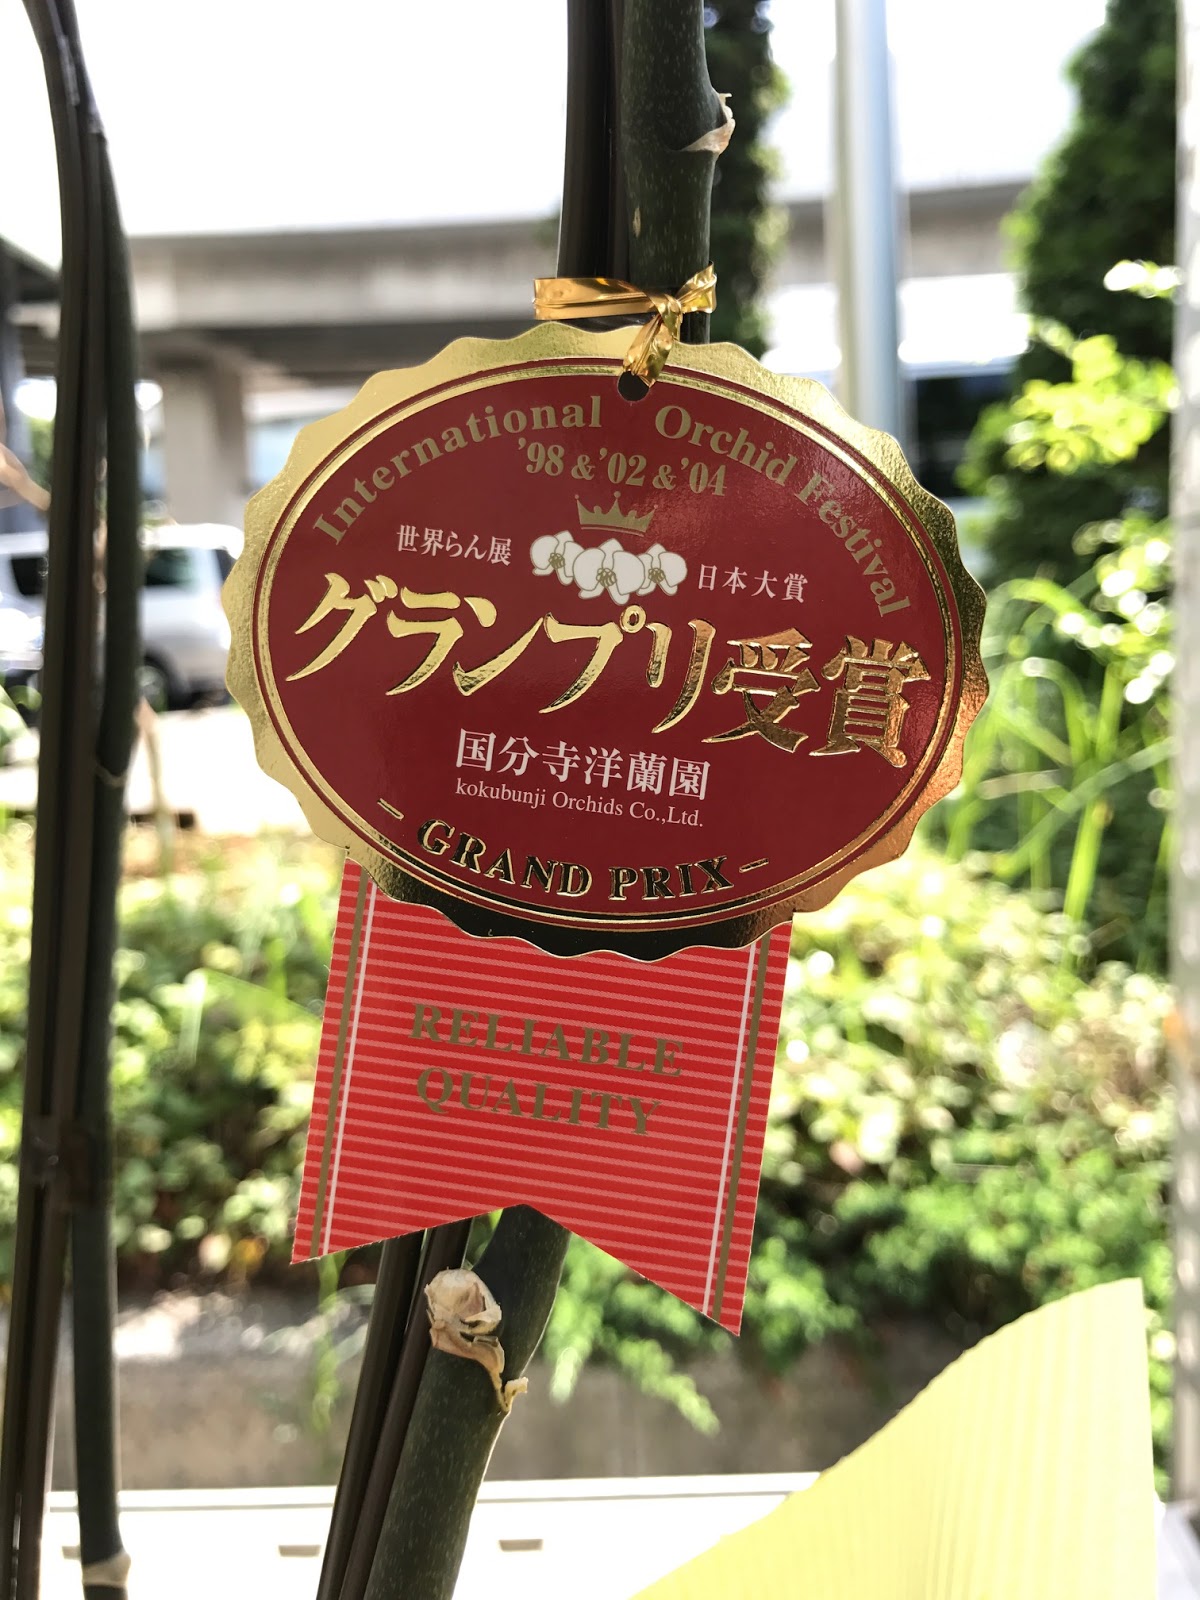 International Orchid Festival
'98 & '02 & '04
世界らん展 日本大賞
グランプリ受賞
国分寺洋蘭園
kokubunji Orchids Co.,Ltd.
- GRAND PRIX -
RELIABLE
QUALITY